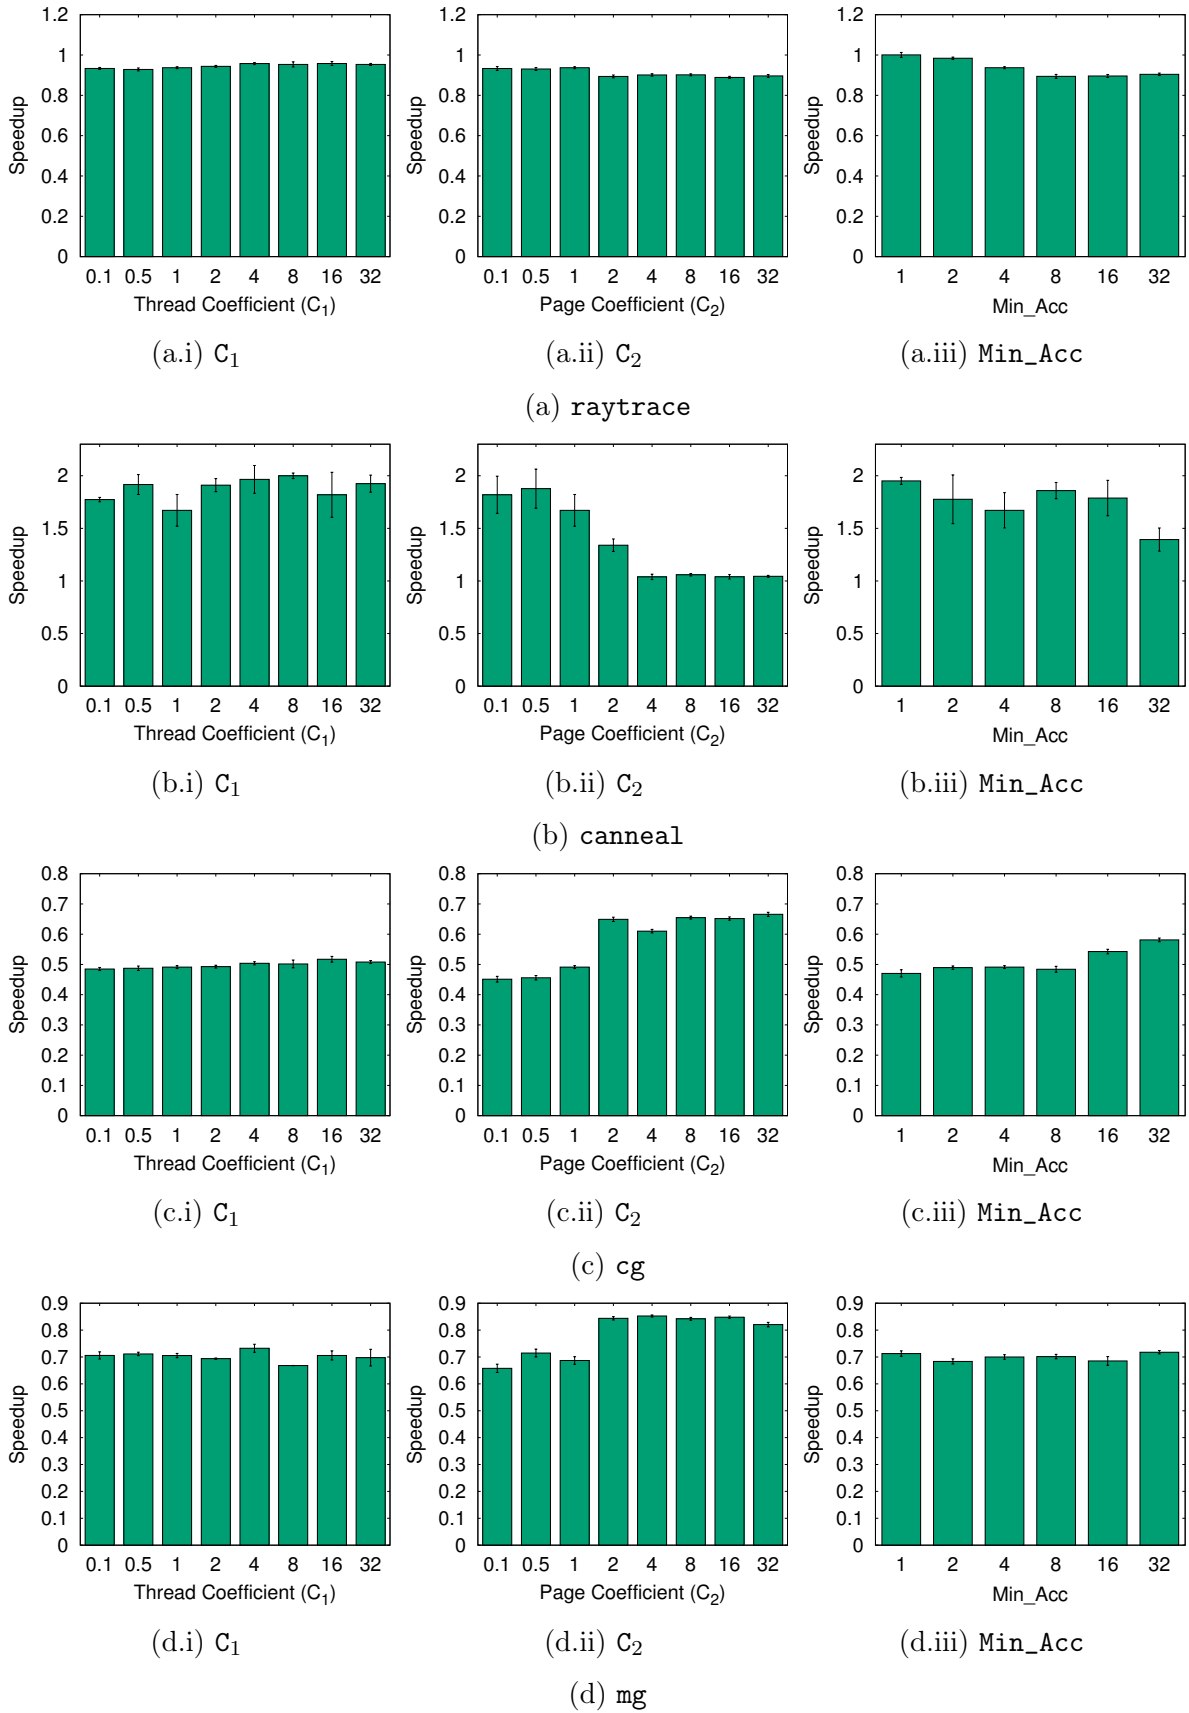 1.2
1
0.8
0.6
0.4
0.2
0
Speedup
0.1 0.5 1 2 4 8 16 32
Thread Coefficient (C₁)
(a.i) C₁
1.2
1
0.8
0.6
0.4
0.2
0
Speedup
0.1 0.5 1 2 4 8 16 32
Page Coefficient (C₂)
(a.ii) C₂
1.2
1
0.8
0.6
0.4
0.2
0
Speedup
1 2 4 8 16 32
Min_Acc
(a.iii) Min_Acc
(a) raytrace
2
1.5
1
0.5
0
Speedup
0.1 0.5 1 2 4 8 16 32
Thread Coefficient (C₁)
(b.i) C₁
2
1.5
1
0.5
0
Speedup
0.1 0.5 1 2 4 8 16 32
Page Coefficient (C₂)
(b.ii) C₂
2
1.5
1
0.5
0
Speedup
1 2 4 8 16 32
Min_Acc
(b.iii) Min_Acc
(b) canneal
0.8
0.7
0.6
0.5
0.4
0.3
0.2
0.1
0
Speedup
0.1 0.5 1 2 4 8 16 32
Thread Coefficient (C₁)
(c.i) C₁
0.8
0.7
0.6
0.5
0.4
0.3
0.2
0.1
0
Speedup
0.1 0.5 1 2 4 8 16 32
Page Coefficient (C₂)
(c.ii) C₂
0.8
0.7
0.6
0.5
0.4
0.3
0.2
0.1
0
Speedup
1 2 4 8 16 32
Min_Acc
(c.iii) Min_Acc
(c) cg
0.9
0.8
0.7
0.6
0.5
0.4
0.3
0.2
0.1
0
Speedup
0.1 0.5 1 2 4 8 16 32
Thread Coefficient (C₁)
(d.i) C₁
0.9
0.8
0.7
0.6
0.5
0.4
0.3
0.2
0.1
0
Speedup
0.1 0.5 1 2 4 8 16 32
Page Coefficient (C₂)
(d.ii) C₂
0.9
0.8
0.7
0.6
0.5
0.4
0.3
0.2
0.1
0
Speedup
1 2 4 8 16 32
Min_Acc
(d.iii) Min_Acc
(d) mg